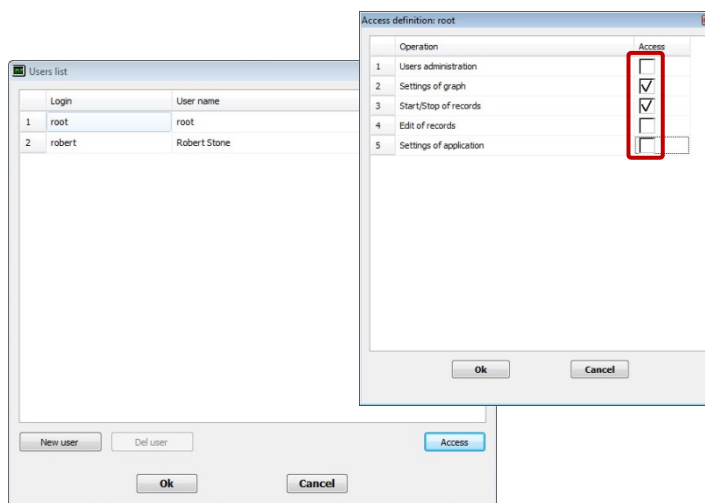 Access definition: root
Operation Access
1 Users administration
2 Settings of graph
3 Start/Stop of records
4 Edit of records
5 Settings of application
Ok Cancel
Users list
Login User name
1 root root
2 robert Robert Stone
New user Del user Access
Ok Cancel